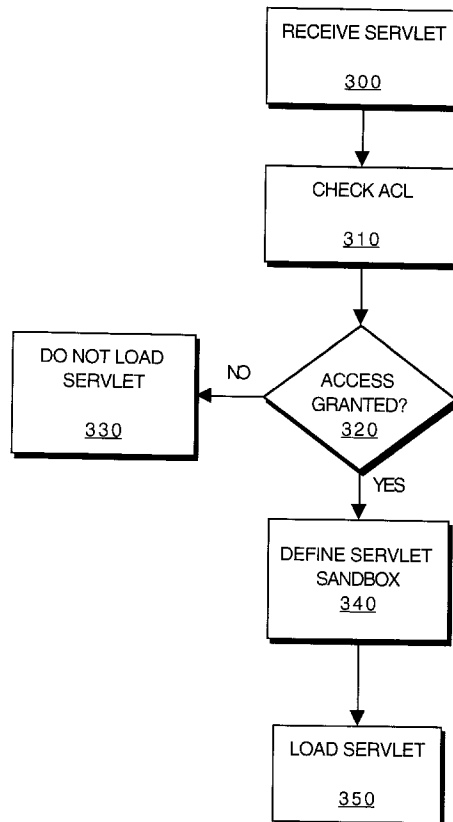 RECEIVE SERVLET
300
CHECK ACL
310
ACCESS
GRANTED?
320
NO
DO NOT LOAD
SERVLET
330
YES
DEFINE SERVLET
SANDBOX
340
LOAD SERVLET
350